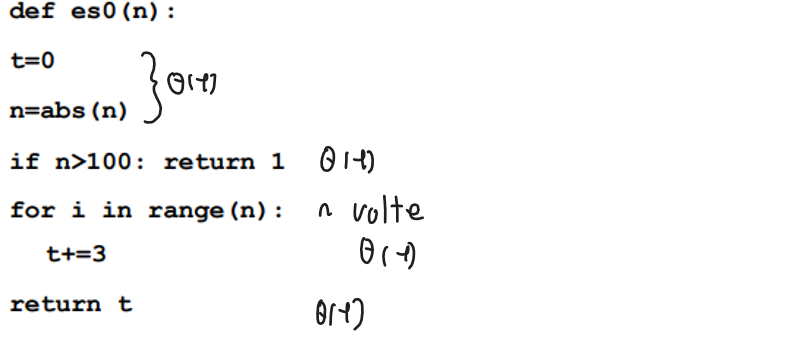 def es0(n):
t=0
n=abs(n) } Θ(1)
if n>100: return 1 Θ(1)
for i in range(n): n volte
t+=3 Θ(1)
return t Θ(1)